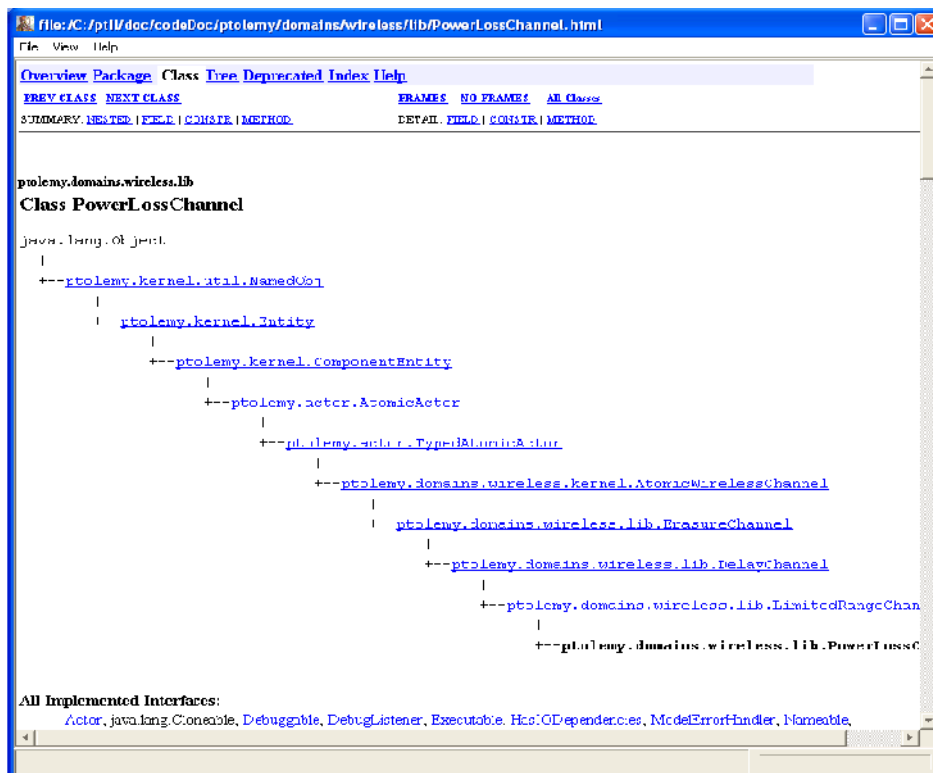 file:/C:/ptII/doc/codeDoc/ptolemy/domains/wireless/lib/PowerLossChannel.html
File View Help
Overview Package Class Tree Deprecated Index Help
PREV CLASS NEXT CLASS FRAMES NO FRAMES All Classes
SUMMARY: NESTED | FIELD | CONSTR | METHOD DETAIL: FIELD | CONSTR | METHOD
ptolemy.domains.wireless.lib
Class PowerLossChannel
java.lang.Object
|
+--ptolemy.kernel.util.NamedObj
|
+--ptolemy.kernel.Entity
|
+--ptolemy.kernel.ComponentEntity
|
+--ptolemy.actor.AtomicActor
|
+--ptolemy.actor.TypedAtomicActor
|
+--ptolemy.domains.wireless.kernel.AtomicWirelessChannel
|
+--ptolemy.domains.wireless.lib.ErasureChannel
|
+--ptolemy.domains.wireless.lib.DelayChannel
|
+--ptolemy.domains.wireless.lib.LimitedRangeChan
|
+--ptolemy.domains.wireless.lib.PowerLossC
All Implemented Interfaces:
Actor, java.lang.Cloneable, Debuggable, DebugListener, Executable, HasIODependencies, ModelErrorHandler, Nameable,